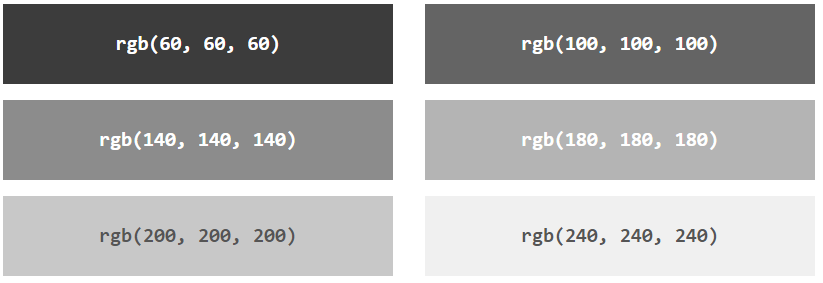 rgb(60, 60, 60)
rgb(100, 100, 100)
rgb(140, 140, 140)
rgb(180, 180, 180)
rgb(200, 200, 200)
rgb(240, 240, 240)